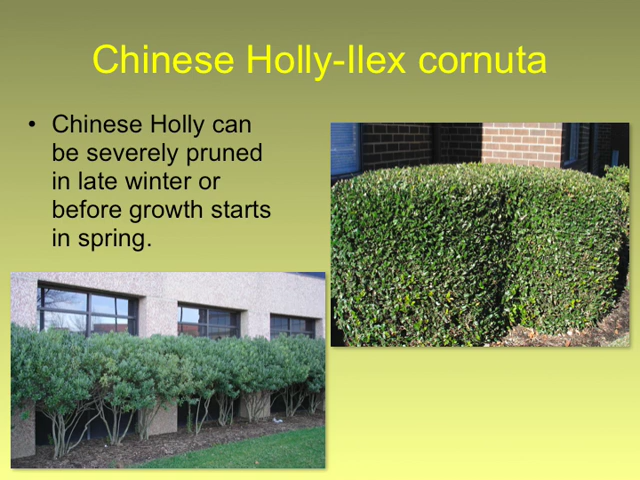 Chinese Holly-Ilex cornuta
• Chinese Holly can
be severely pruned
in late winter or
before growth starts
in spring.